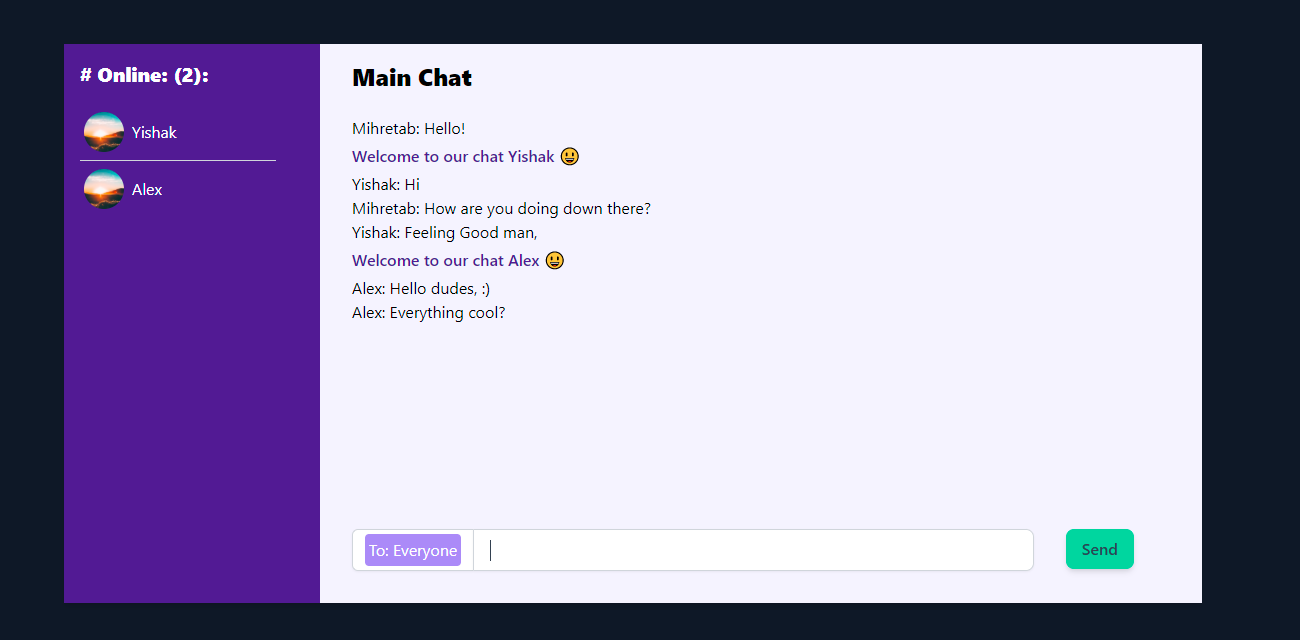 # Online: (2):
Yishak
Alex
Main Chat
Mihretab: Hello!
Welcome to our chat Yishak 😃
Yishak: Hi
Mihretab: How are you doing down there?
Yishak: Feeling Good man,
Welcome to our chat Alex 😃
Alex: Hello dudes, :)
Alex: Everything cool?
To: Everyone
Send